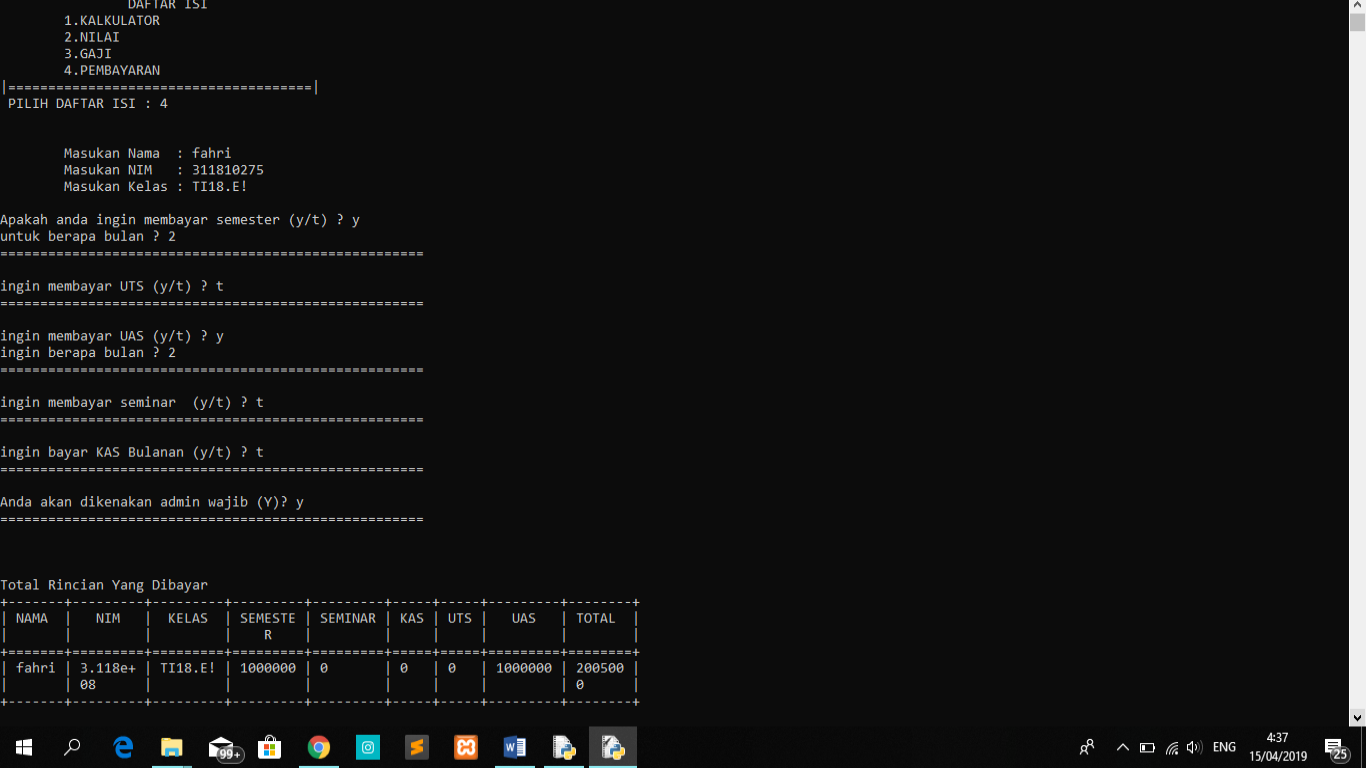 DAFTAR ISI
1.KALKULATOR
2.NILAI
3.GAJI
4.PEMBAYARAN
|======================================|
PILIH DAFTAR ISI : 4
Masukan Nama  : fahri
Masukan NIM   : 311810275
Masukan Kelas : TI18.E!
Apakah anda ingin membayar semester (y/t) ? y
untuk berapa bulan ? 2
=====================================================
ingin membayar UTS (y/t) ? t
=====================================================
ingin membayar UAS (y/t) ? y
ingin berapa bulan ? 2
=====================================================
ingin membayar seminar  (y/t) ? t
=====================================================
ingin bayar KAS Bulanan (y/t) ? t
=====================================================
Anda akan dikenakan admin wajib (Y)? y
=====================================================
Total Rincian Yang Dibayar
+-------+---------+---------+---------+---------+-----+-----+---------+--------+
| NAMA  |   NIM   |  KELAS  | SEMESTE | SEMINAR | KAS | UTS |   UAS   | TOTAL  |
|       |         |         |    R    |         |     |     |         |        |
+=======+=========+=========+=========+=========+=====+=====+=========+========+
| fahri | 3.118e+ | TI18.E! | 1000000 | 0       | 0   | 0   | 1000000 | 200500 |
|       | 08      |         |         |         |     |     |         | 0      |
+-------+---------+---------+---------+---------+-----+-----+---------+--------+
99+
ENG
4:37
15/04/2019
25